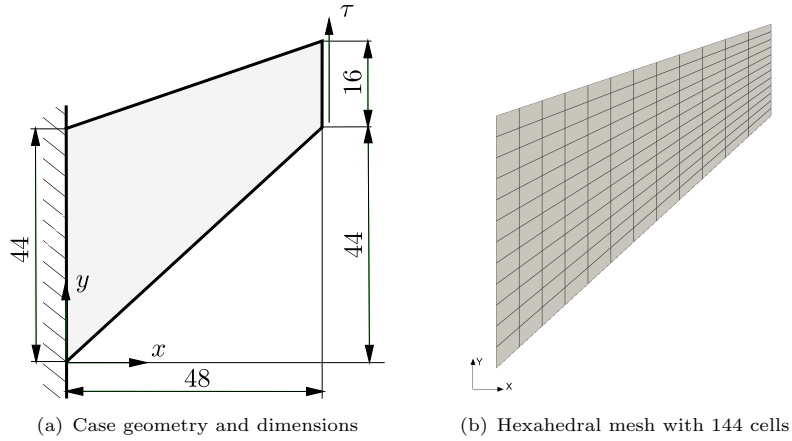 τ
16
44
44
y
x
48
Y
X
(a) Case geometry and dimensions
(b) Hexahedral mesh with 144 cells